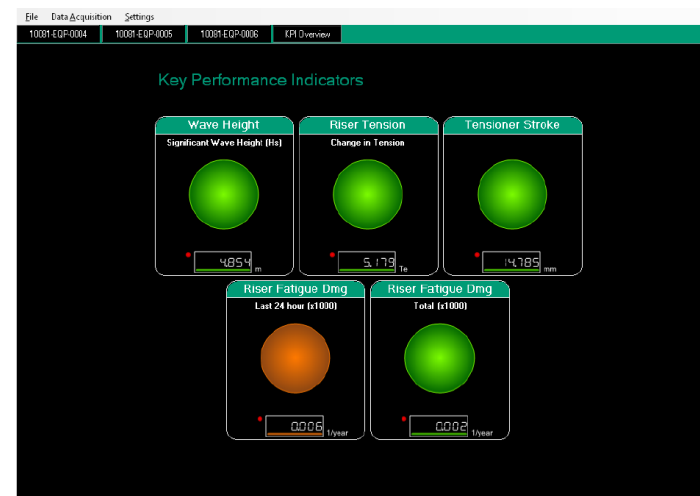 File Data Acquisition Settings
10081-EQP-0004 10081-EQP-0005 10081-EQP-0006 KPI Overview
Key Performance Indicators
Wave Height
Significant Wave Height (Hs)
4.854 m
Riser Tension
Change in Tension
5.179 Te
Tensioner Stroke
14.785 mm
Riser Fatigue Dmg
Last 24 hour (x1000)
0.006 1/year
Riser Fatigue Dmg
Total (x1000)
0.002 1/year